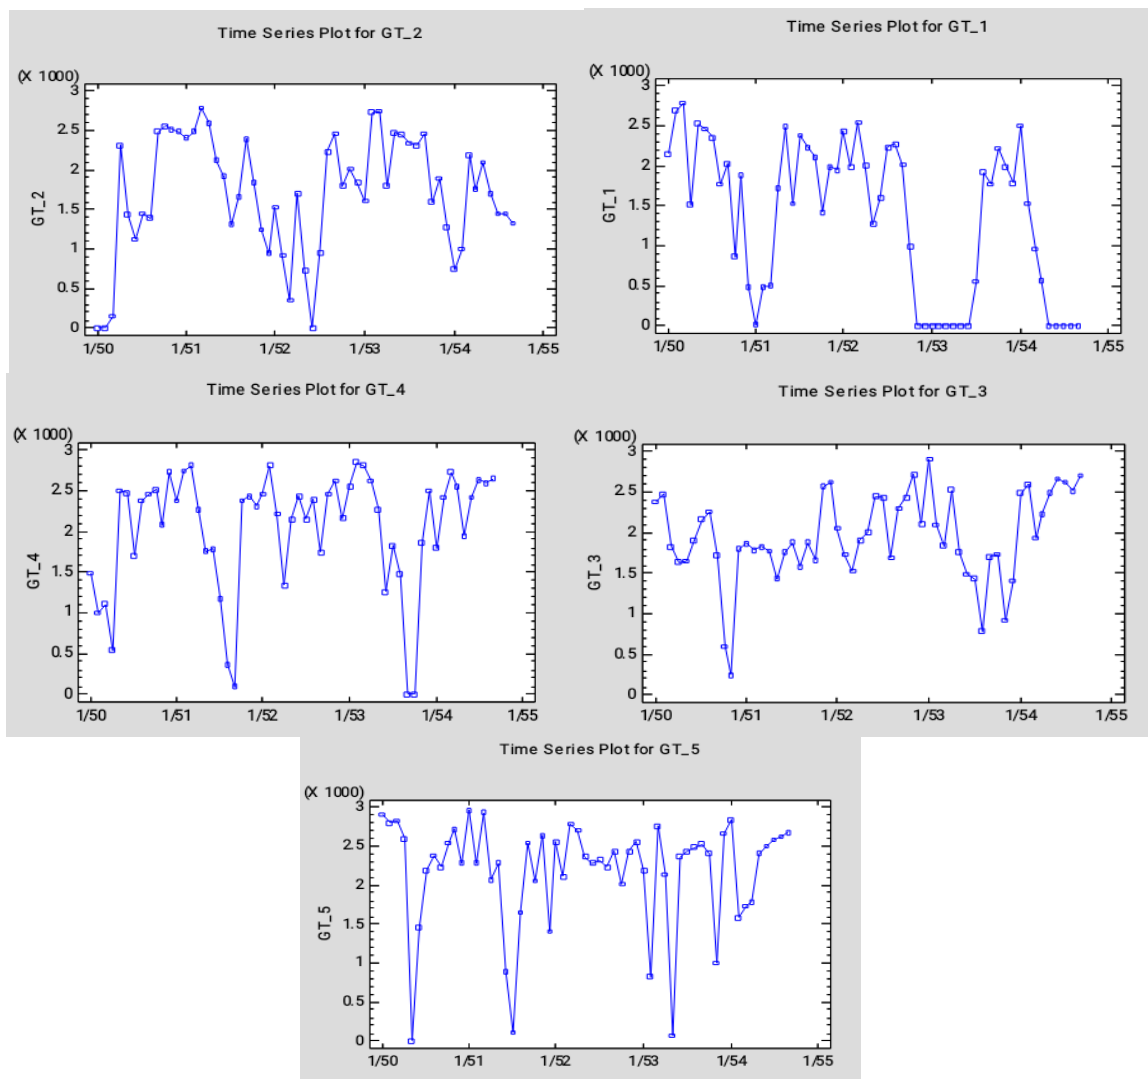 Time Series Plot for GT_2
(X 1000)
3
2.5
2
1.5
1
0.5
0
GT_2
1/50 1/51 1/52 1/53 1/54 1/55
Time Series Plot for GT_1
(X 1000)
3
2.5
2
1.5
1
0.5
0
GT_1
1/50 1/51 1/52 1/53 1/54 1/55
Time Series Plot for GT_4
(X 1000)
3
2.5
2
1.5
1
0.5
0
GT_4
1/50 1/51 1/52 1/53 1/54 1/55
Time Series Plot for GT_3
(X 1000)
3
2.5
2
1.5
1
0.5
0
GT_3
1/50 1/51 1/52 1/53 1/54 1/55
Time Series Plot for GT_5
(X 1000)
3
2.5
2
1.5
1
0.5
0
GT_5
1/50 1/51 1/52 1/53 1/54 1/55